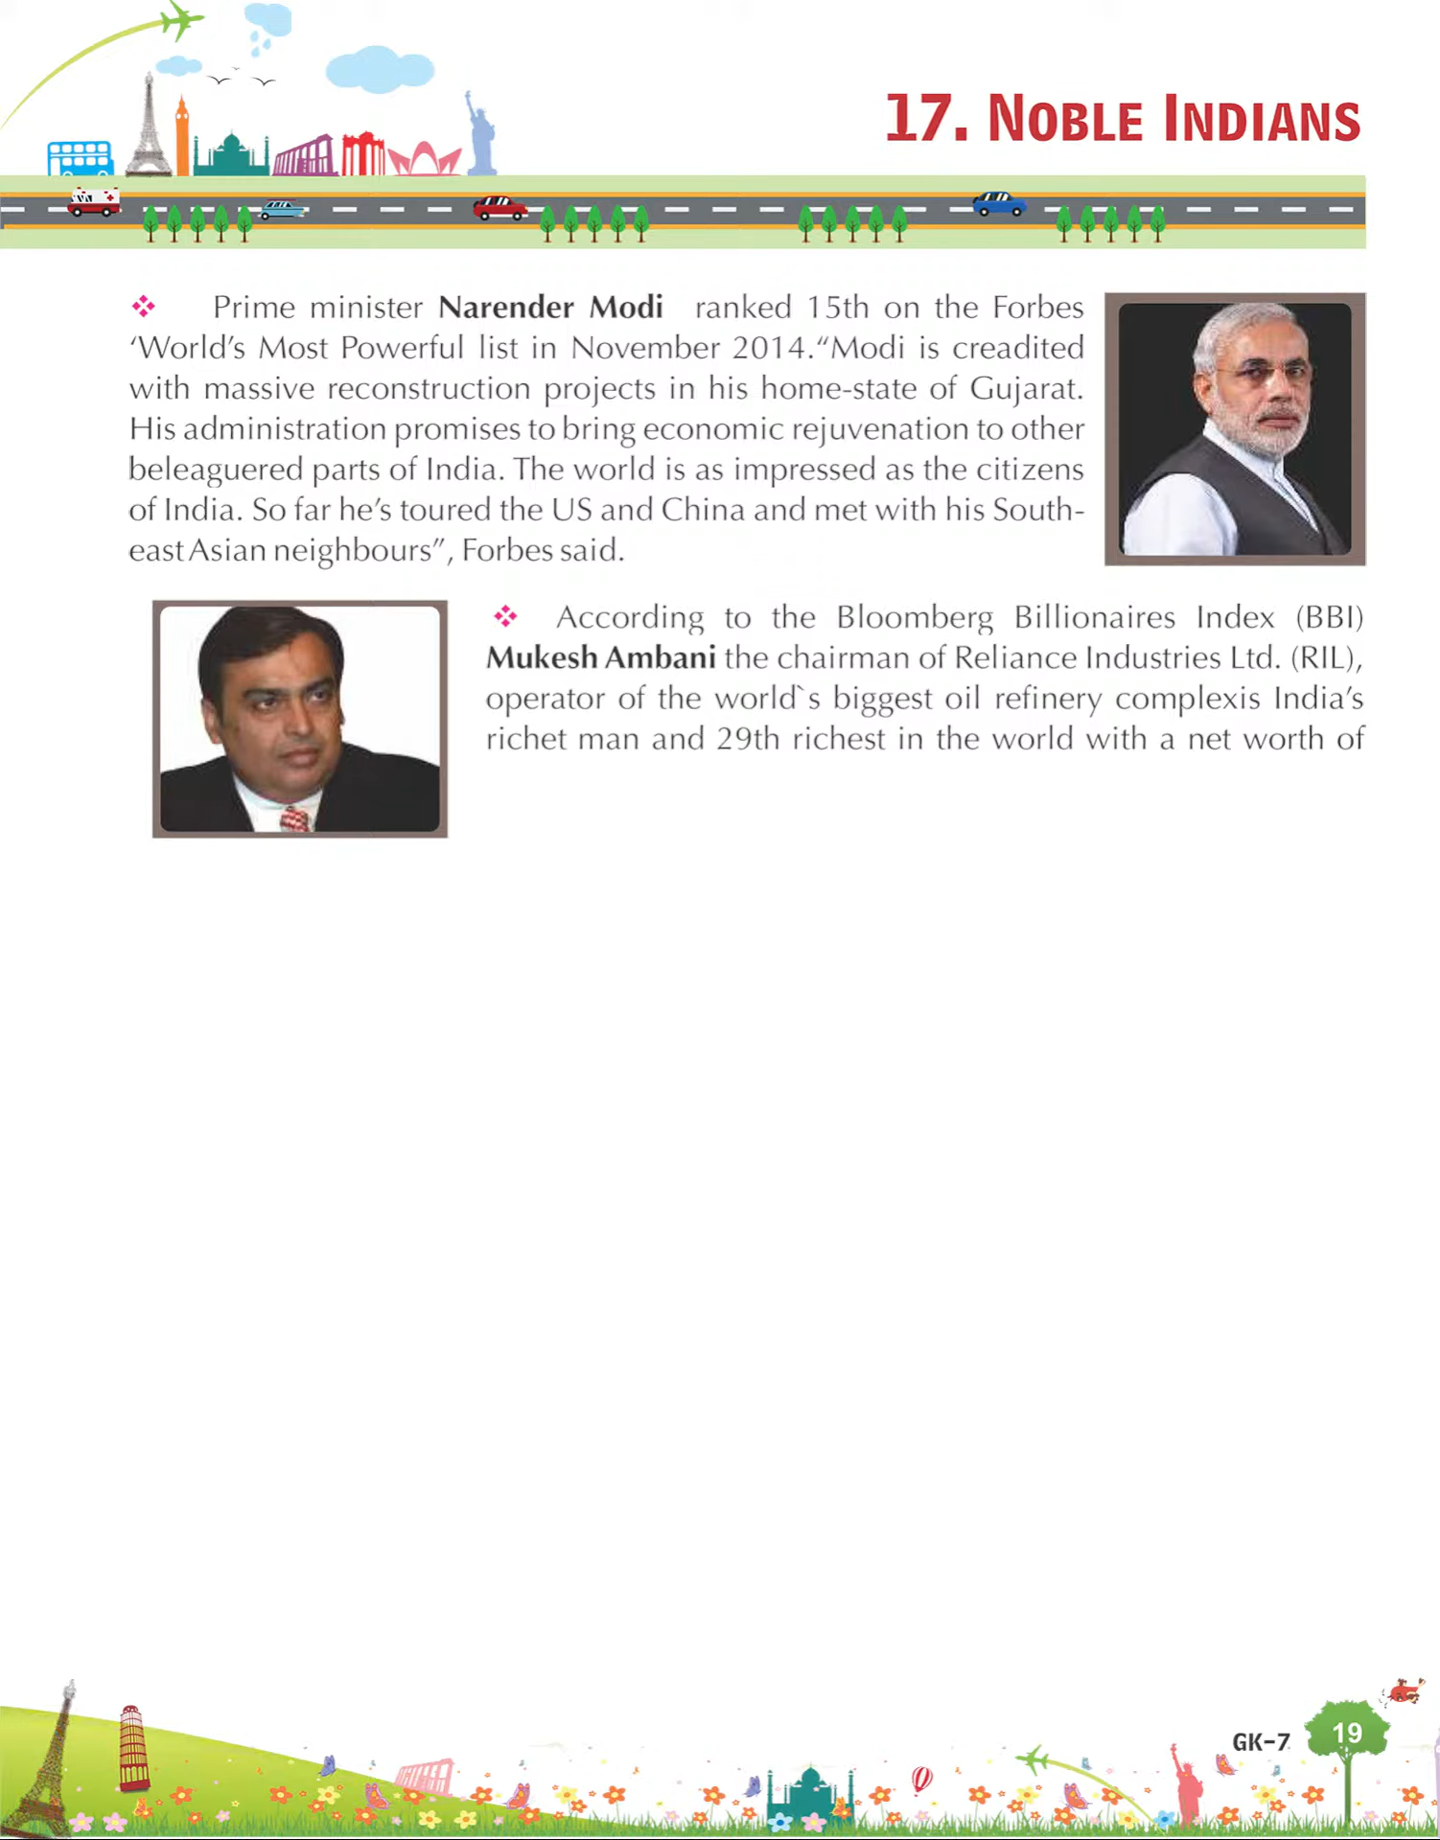 17. NOBLE INDIANS
❖ Prime minister Narender Modi ranked 15th on the Forbes
‘World’s Most Powerful list in November 2014.“Modi is creadited
with massive reconstruction projects in his home-state of Gujarat.
His administration promises to bring economic rejuvenation to other
beleaguered parts of India. The world is as impressed as the citizens
of India. So far he’s toured the US and China and met with his South-
east Asian neighbours”, Forbes said.
❖ According to the Bloomberg Billionaires Index (BBI)
Mukesh Ambani the chairman of Reliance Industries Ltd. (RIL),
operator of the world`s biggest oil refinery complexis India’s
richet man and 29th richest in the world with a net worth of
GK-7 19